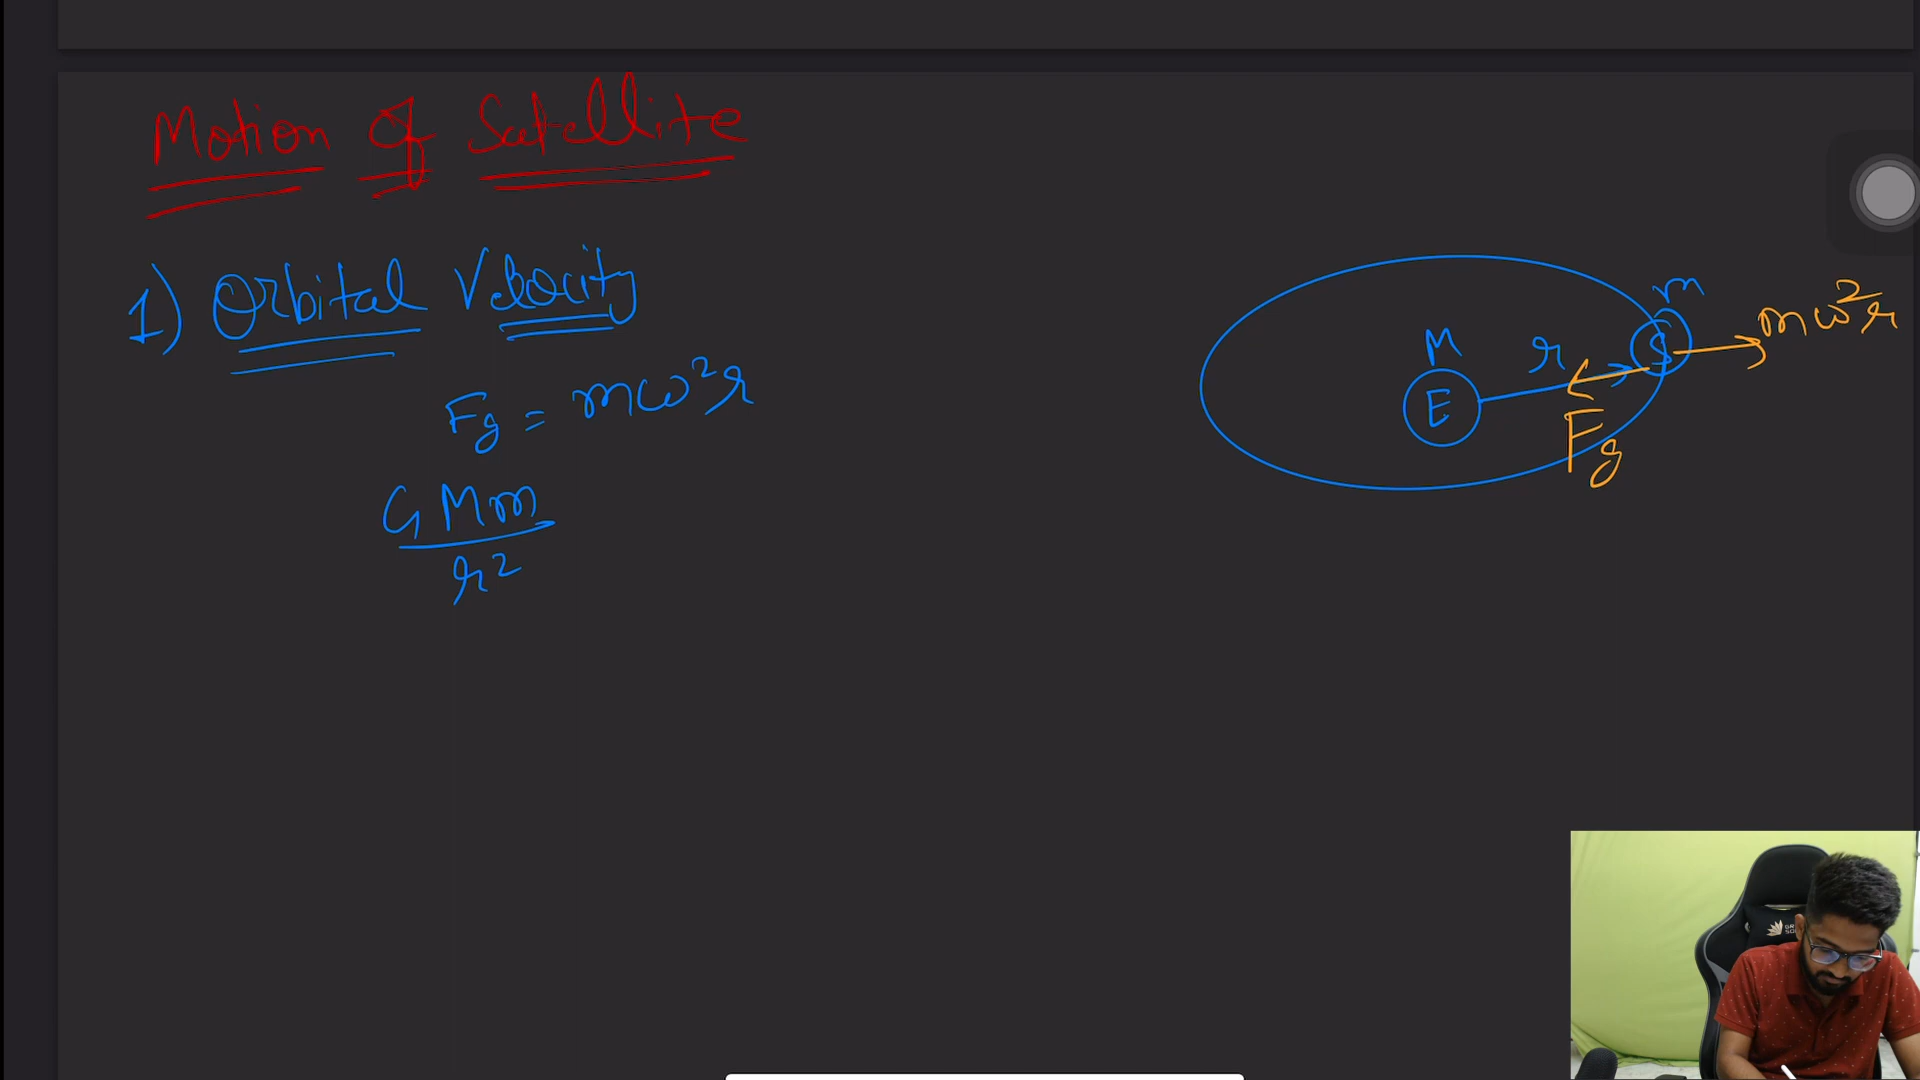 Motion of Satellite
1) Orbital Velocity
Fg = mω²r
GMm
r²
M
E
r
S
m
mω²r
Fg